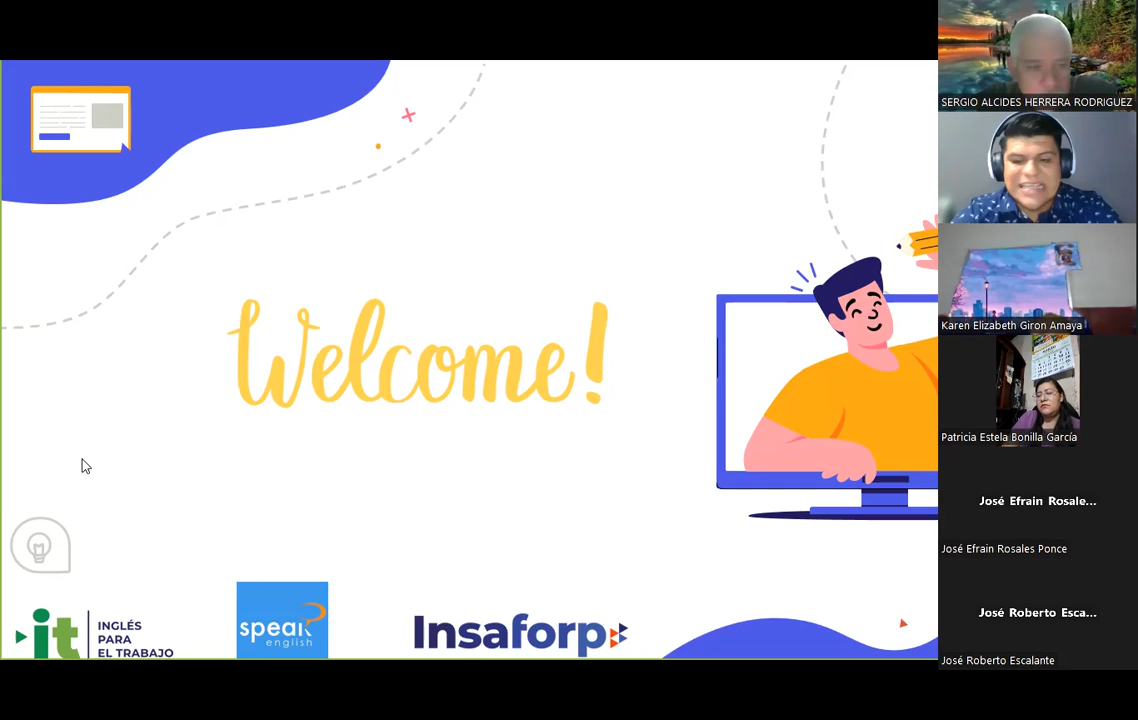 Welcome!
it
INGLÉS
PARA
EL TRABAJO
speak
english
Insaforp
SERGIO ALCIDES HERRERA RODRIGUEZ
Karen Elizabeth Giron Amaya
Patricia Estela Bonilla García
José Efrain Rosale...
José Efrain Rosales Ponce
José Roberto Esca...
José Roberto Escalante